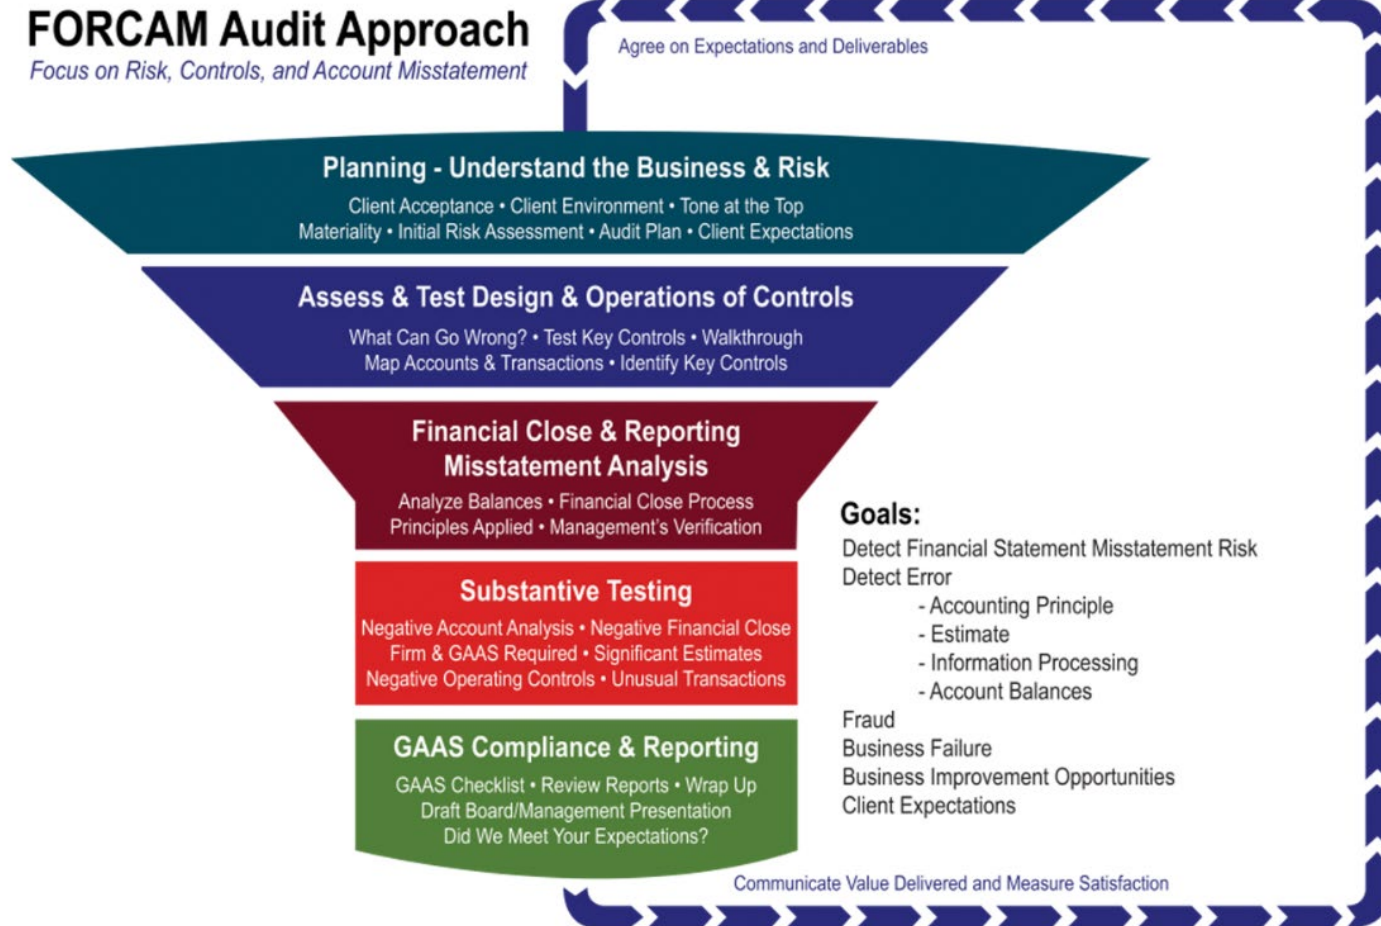 FORCAM Audit Approach
Focus on Risk, Controls, and Account Misstatement
Agree on Expectations and Deliverables
Planning - Understand the Business & Risk
Client Acceptance • Client Environment • Tone at the Top
Materiality • Initial Risk Assessment • Audit Plan • Client Expectations
Assess & Test Design & Operations of Controls
What Can Go Wrong? • Test Key Controls • Walkthrough
Map Accounts & Transactions • Identify Key Controls
Financial Close & Reporting
Misstatement Analysis
Analyze Balances • Financial Close Process
Principles Applied • Management's Verification
Substantive Testing
Negative Account Analysis • Negative Financial Close
Firm & GAAS Required • Significant Estimates
Negative Operating Controls • Unusual Transactions
GAAS Compliance & Reporting
GAAS Checklist • Review Reports • Wrap Up
Draft Board/Management Presentation
Did We Meet Your Expectations?
Goals:
Detect Financial Statement Misstatement Risk
Detect Error
- Accounting Principle
- Estimate
- Information Processing
- Account Balances
Fraud
Business Failure
Business Improvement Opportunities
Client Expectations
Communicate Value Delivered and Measure Satisfaction